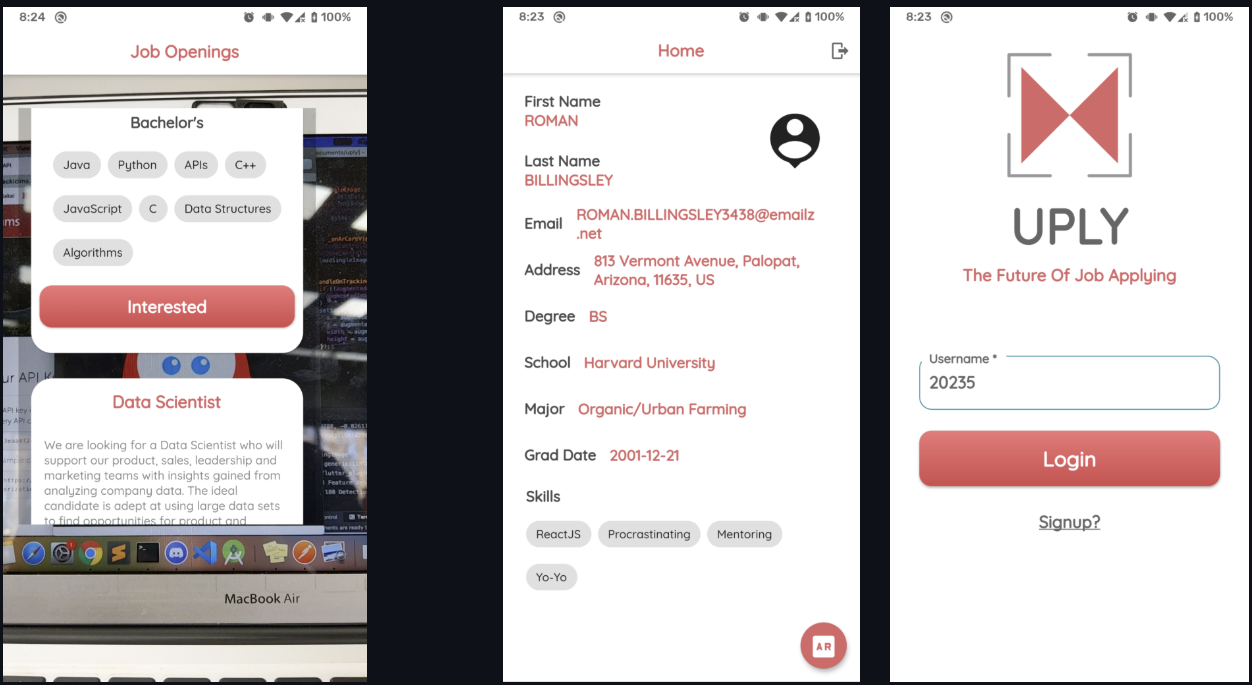 8:24
100%
Job Openings
Bachelor's
Java
Python
APIs
C++
JavaScript
C
Data Structures
Algorithms
Interested
Data Scientist
We are looking for a Data Scientist who will
support our product, sales, leadership and
marketing teams with insights gained from
analyzing company data. The ideal
candidate is adept at using large data sets
to find opportunities for product and
MacBook Air
8:23
100%
Home
First Name
ROMAN
Last Name
BILLINGSLEY
Email
ROMAN.BILLINGSLEY3438@emailz
.net
Address
813 Vermont Avenue, Palopat,
Arizona, 11635, US
Degree
BS
School
Harvard University
Major
Organic/Urban Farming
Grad Date
2001-12-21
Skills
ReactJS
Procrastinating
Mentoring
Yo-Yo
AR
8:23
100%
UPLY
The Future Of Job Applying
Username *
20235
Login
Signup?